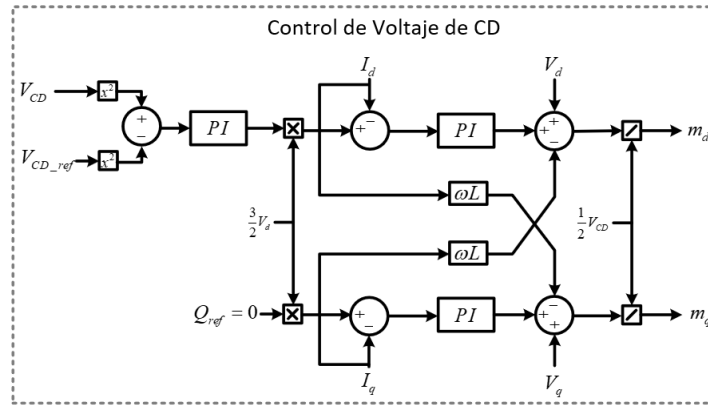 Control de Voltaje de CD
I_d
V_d
V_CD
x²
+
−
PI
×
+
−
PI
+
+
−
m_d
V_CD_ref
x²
ωL
3/2 V_d
1/2 V_CD
ωL
Q_ref = 0
×
+
−
PI
+
−
+
m_q
I_q
V_q